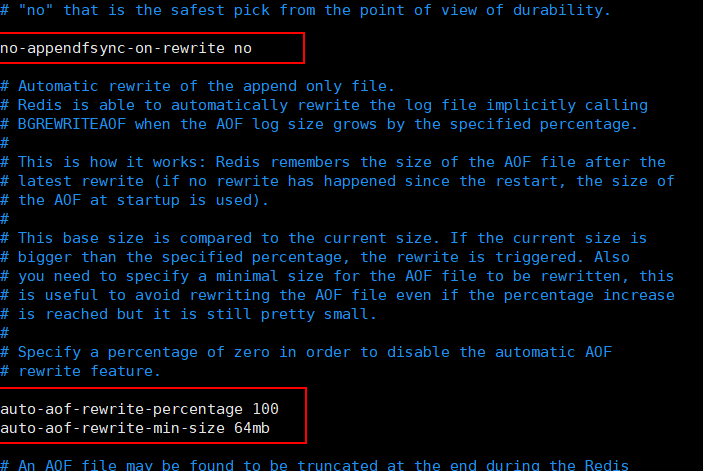 # "no" that is the safest pick from the point of view of durability.
no-appendfsync-on-rewrite no
# Automatic rewrite of the append only file.
# Redis is able to automatically rewrite the log file implicitly calling
# BGREWRITEAOF when the AOF log size grows by the specified percentage.
#
# This is how it works: Redis remembers the size of the AOF file after the
# latest rewrite (if no rewrite has happened since the restart, the size of
# the AOF at startup is used).
#
# This base size is compared to the current size. If the current size is
# bigger than the specified percentage, the rewrite is triggered. Also
# you need to specify a minimal size for the AOF file to be rewritten, this
# is useful to avoid rewriting the AOF file even if the percentage increase
# is reached but it is still pretty small.
#
# Specify a percentage of zero in order to disable the automatic AOF
# rewrite feature.
auto-aof-rewrite-percentage 100
auto-aof-rewrite-min-size 64mb
# An AOF file may be found to be truncated at the end during the Redis